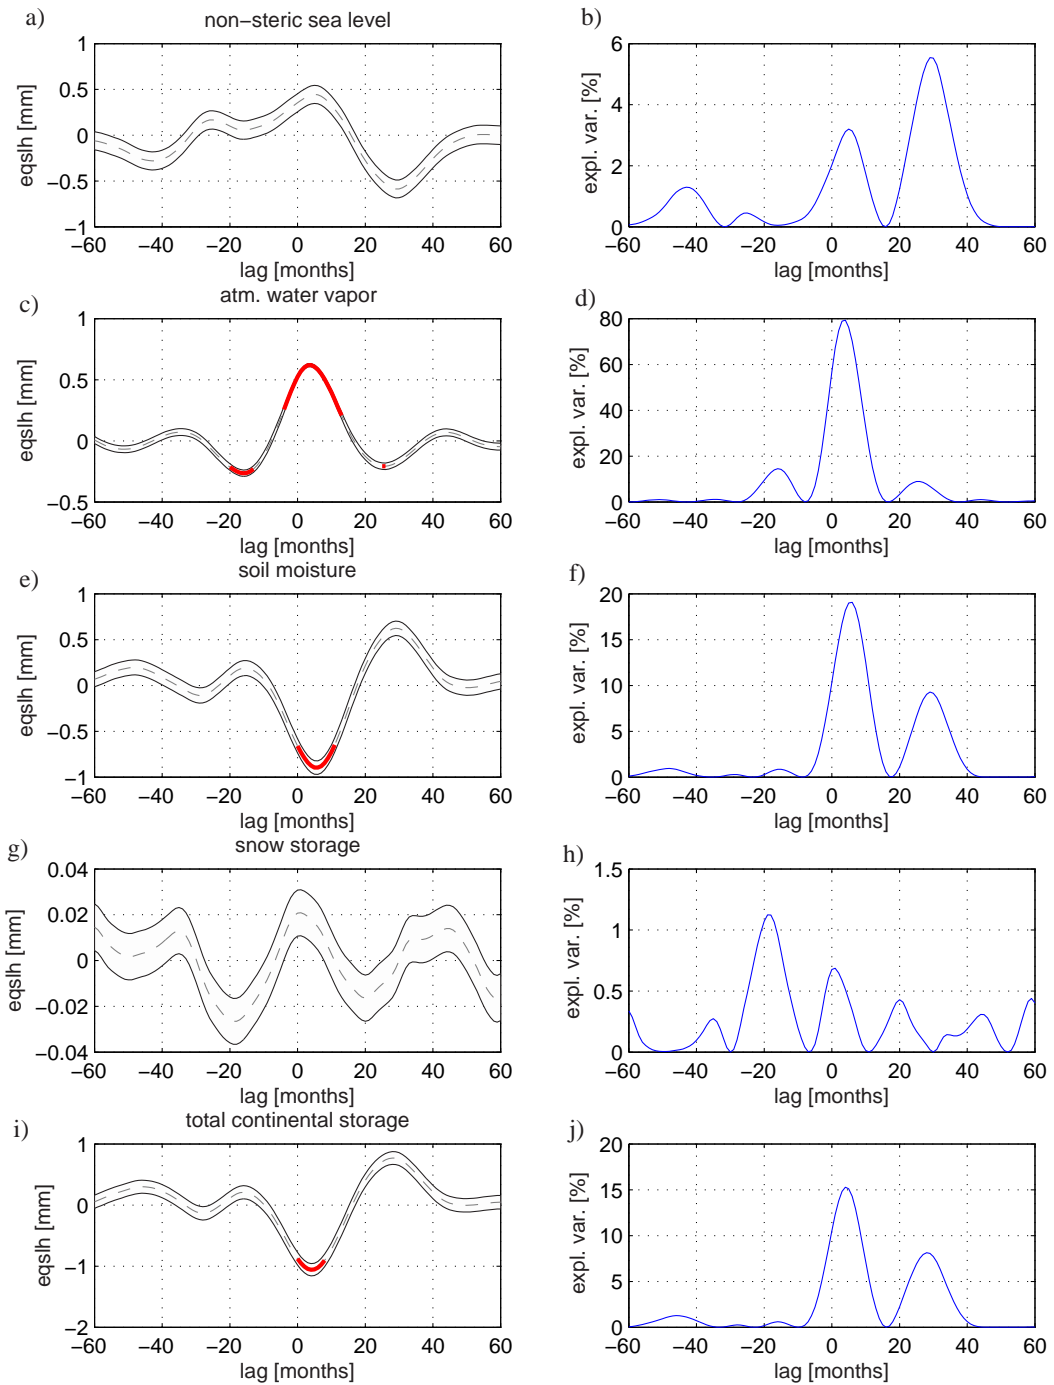 a)
non−steric sea level
1
0.5
0
−0.5
−1
eqslh [mm]
−60 −40 −20 0 20 40 60
lag [months]
b)
6
4
2
0
expl. var. [%]
−60 −40 −20 0 20 40 60
lag [months]
c)
atm. water vapor
1
0.5
0
−0.5
eqslh [mm]
−60 −40 −20 0 20 40 60
lag [months]
d)
80
60
40
20
0
expl. var. [%]
−60 −40 −20 0 20 40 60
lag [months]
e)
soil moisture
1
0.5
0
−0.5
−1
eqslh [mm]
−60 −40 −20 0 20 40 60
lag [months]
f)
20
15
10
5
0
expl. var. [%]
−60 −40 −20 0 20 40 60
lag [months]
g)
snow storage
0.04
0.02
0
−0.02
−0.04
eqslh [mm]
−60 −40 −20 0 20 40 60
lag [months]
h)
1.5
1
0.5
0
expl. var. [%]
−60 −40 −20 0 20 40 60
lag [months]
i)
total continental storage
1
0
−1
−2
eqslh [mm]
−60 −40 −20 0 20 40 60
lag [months]
j)
20
15
10
5
0
expl. var. [%]
−60 −40 −20 0 20 40 60
lag [months]